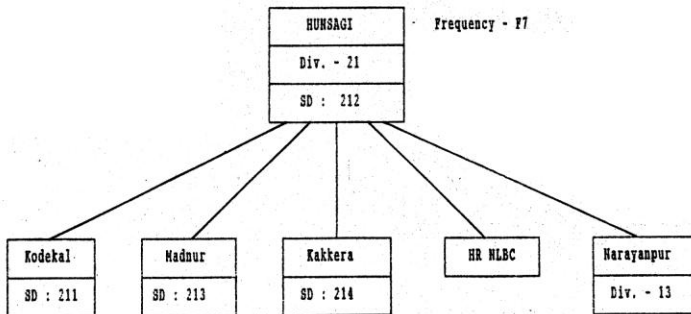 HUNSAGI Frequency - F7
Div. - 21
SD : 212
Kodekal Madnur Kakkera HR NLBC Narayanpur
SD : 211 SD : 213 SD : 214 Div. - 13